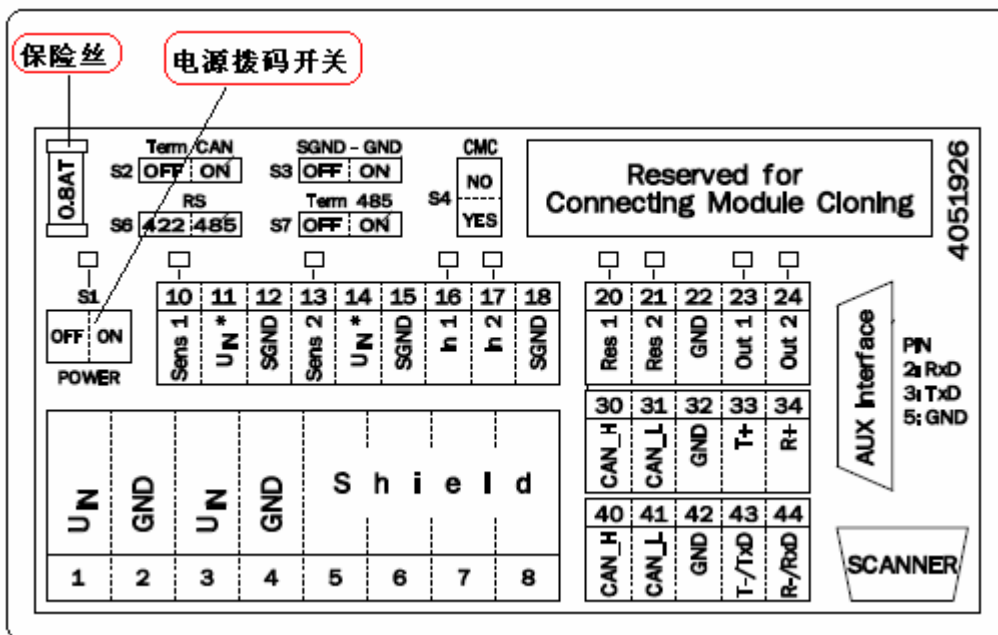 保险丝
电源拨码开关
0.8AT
Term CAN
S2 OFF ON
SGND - GND
S3 OFF ON
CMC
S4 NO YES
RS
S6 422 485
Term 485
S7 OFF ON
Reserved for
Connecting Module Cloning
4051926
S1
OFF ON
POWER
10 11 12 13 14 15 16 17 18
Sens 1 UIN* SGND Sens 2 UIN* SGND In 1 In 2 SGND
20 21 22 23 24
Res 1 Res 2 GND Out 1 Out 2
30 31 32 33 34
CAN_H CAN_L GND T+ R+
40 41 42 43 44
CAN_H CAN_L GND T-/TxD R-/RxD
AUX Interface
PIN
2: RxD
3: TxD
5: GND
UIN GND UIN GND Shield
1 2 3 4 5 6 7 8
SCANNER